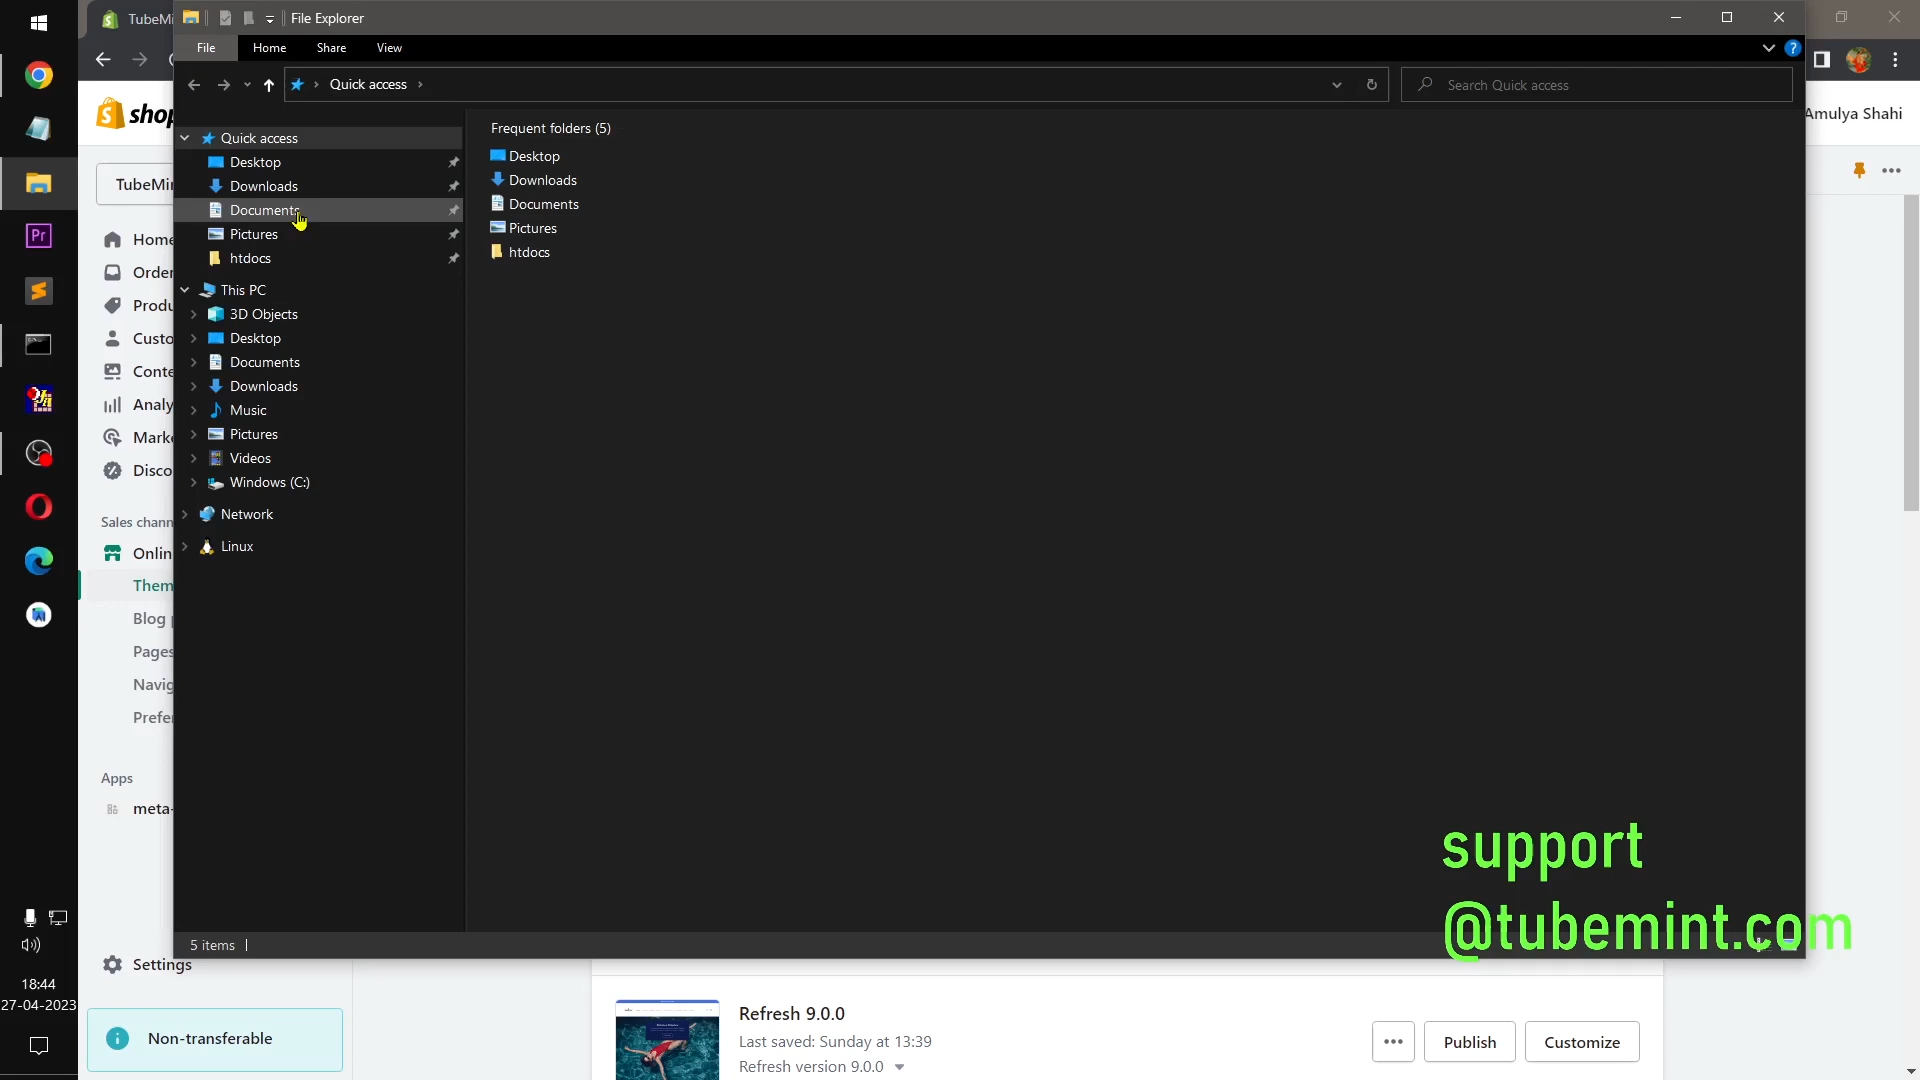 TubeMi
File Explorer
File
Home
Share
View
Quick access
Search Quick access
shop
Amulya Shahi
Quick access
Desktop
Downloads
Documents
Pictures
htdocs
This PC
3D Objects
Desktop
Documents
Downloads
Music
Pictures
Videos
Windows (C:)
Network
Linux
Frequent folders (5)
Desktop
Downloads
Documents
Pictures
htdocs
5 items
TubeMi
Home
Order
Produ
Custo
Conte
Analy
Marke
Disco
Sales chann
Onlin
Them
Blog
Pages
Navig
Prefer
Apps
meta-
Settings
Non-transferable
Pr
18:44
27-04-2023
support
@tubemint.com
Refresh 9.0.0
Last saved: Sunday at 13:39
Refresh version 9.0.0
Publish
Customize